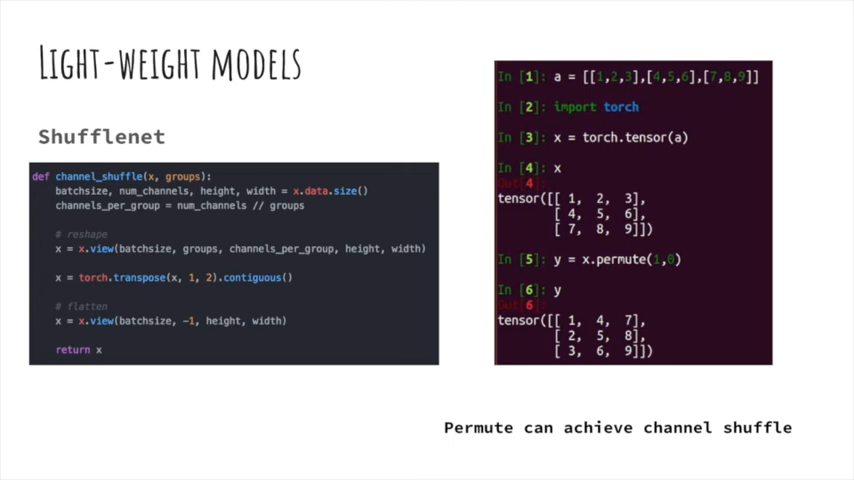 Light-weight models
Shufflenet
def channel_shuffle(x, groups):
batchsize, num_channels, height, width = x.data.size()
channels_per_group = num_channels // groups
# reshape
x = x.view(batchsize, groups, channels_per_group, height, width)
x = torch.transpose(x, 1, 2).contiguous()
# flatten
x = x.view(batchsize, -1, height, width)
return x
In [1]: a = [[1,2,3],[4,5,6],[7,8,9]]
In [2]: import torch
In [3]: x = torch.tensor(a)
In [4]: x
Out[4]:
tensor([[ 1, 2, 3],
[ 4, 5, 6],
[ 7, 8, 9]])
In [5]: y = x.permute(1,0)
In [6]: y
Out[6]:
tensor([[ 1, 4, 7],
[ 2, 5, 8],
[ 3, 6, 9]])
Permute can achieve channel shuffle